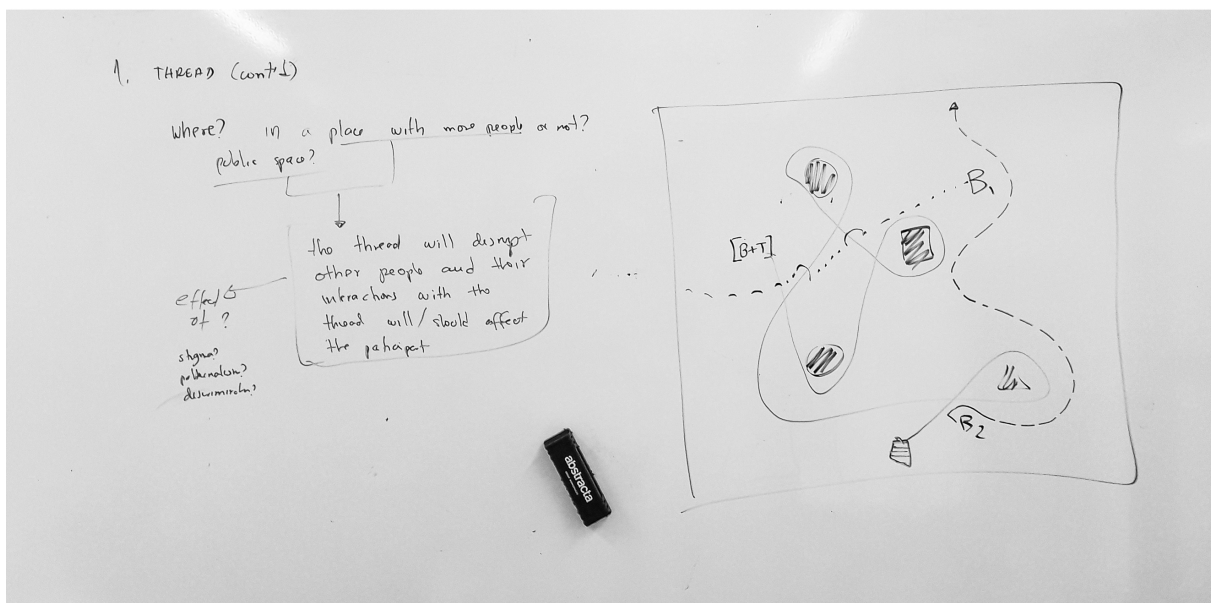 1. THREAD (cont'd)
where? in a place with more people or not?
public space?
the thread will disrupt
other people and their
interactions with the
thread will/should affect
the paticipant
effects
of ?
stigma?
paternalism?
discrimination?
[B+T]
B1
B2
abstracta